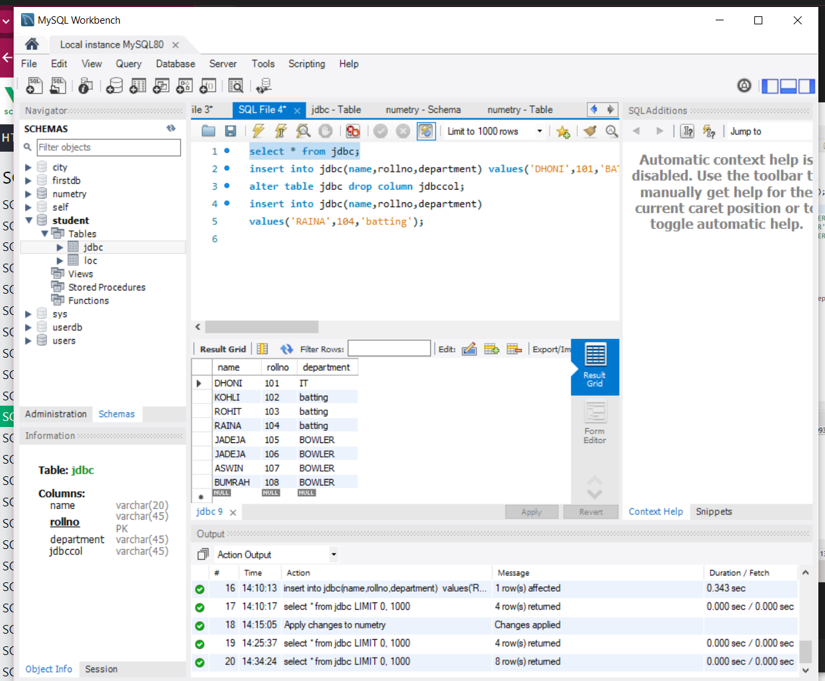 MySQL Workbench
Local instance MySQL80
File Edit View Query Database Server Tools Scripting Help
Navigator
SCHEMAS
Filter objects
city
firstdb
numetry
self
student
Tables
jdbc
loc
Views
Stored Procedures
Functions
sys
userdb
users
Administration Schemas
Information
Table: jdbc
Columns:
name varchar(20)
rollno varchar(45)
PK
department varchar(45)
jdbccol varchar(45)
Object Info Session
ile 3* SQL File 4* jdbc - Table numetry - Schema numetry - Table
Limit to 1000 rows
1 select * from jdbc;
2 insert into jdbc(name,rollno,department) values('DHONI',101,'BAT
3 alter table jdbc drop column jdbccol;
4 insert into jdbc(name,rollno,department)
5 values('RAINA',104,'batting');
6
Result Grid Filter Rows: Edit: Export/Im
name rollno department
DHONI 101 IT
KOHLI 102 batting
ROHIT 103 batting
RAINA 104 batting
JADEJA 105 BOWLER
JADEJA 106 BOWLER
ASWIN 107 BOWLER
BUMRAH 108 BOWLER
NULL NULL NULL
Result
Grid
Form
Editor
jdbc 9 Apply Revert
SQLAdditions
Jump to
Automatic context help is
disabled. Use the toolbar t
manually get help for the
current caret position or to
toggle automatic help.
Context Help Snippets
Output
Action Output
# Time Action Message Duration / Fetch
16 14:10:13 insert into jdbc(name,rollno,department) values('R... 1 row(s) affected 0.343 sec
17 14:10:17 select * from jdbc LIMIT 0, 1000 4 row(s) returned 0.000 sec / 0.000 sec
18 14:15:05 Apply changes to numetry Changes applied
19 14:25:37 select * from jdbc LIMIT 0, 1000 4 row(s) returned 0.000 sec / 0.000 sec
20 14:34:24 select * from jdbc LIMIT 0, 1000 8 row(s) returned 0.000 sec / 0.000 sec